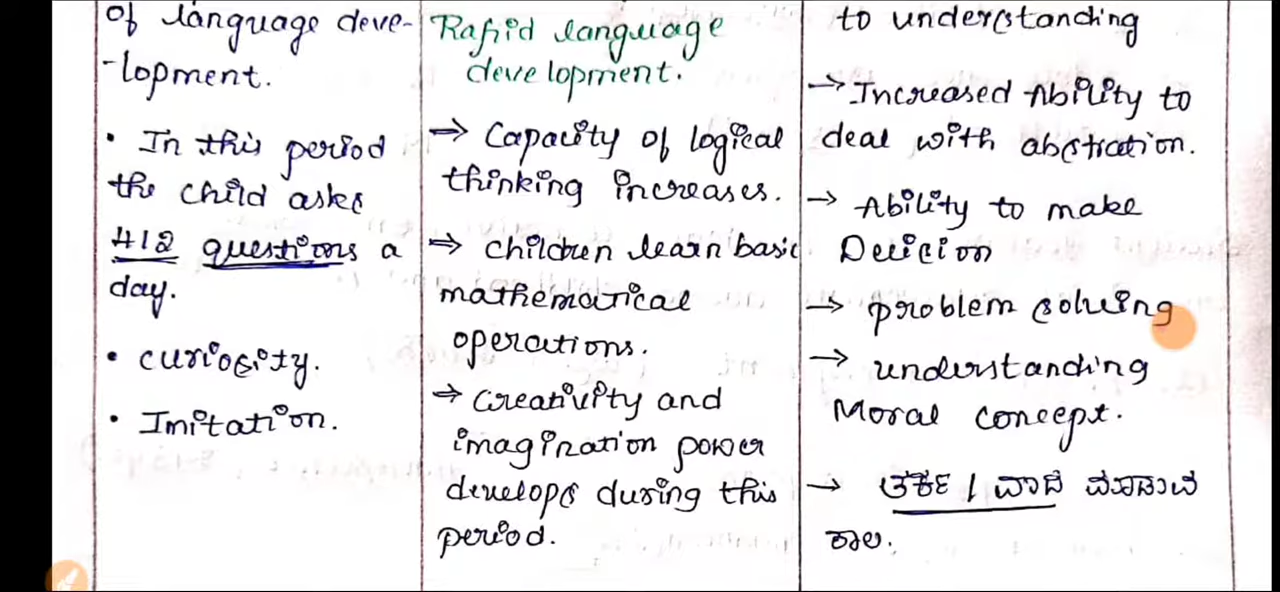 of language deve-
-lopment.
• In this period
the child asks
412 questions a
day.
• curiosity.
• Imitation.
Rapid language
development.
→ Capacity of logical
thinking increases.
→ children learn basic
mathematical
operations.
→ Creativity and
imagination power
develops during this
period.
to understanding
→ Increased Ability to
deal with abstration.
→ Ability to make
Decision
→ problem solving
→ understanding
Moral concept.
→ ತರ್ಕ / ವಾದ ಮಾಡುವ
ಕಾಲ.